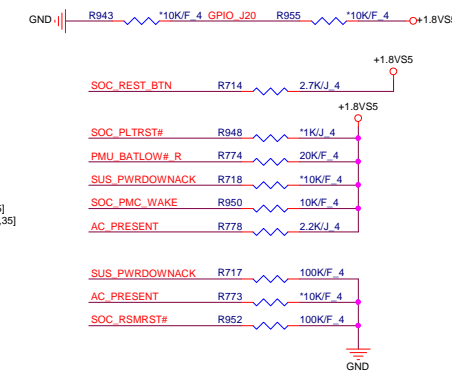 GND R943 *10K/F_4 GPIO_J20 R955 *10K/F_4 +1.8VS5
+1.8VS5
SOC_REST_BTN R714 2.7K/J_4
+1.8VS5
SOC_PLTRST# R948 *1K/J_4
PMU_BATLOW#_R R774 20K/F_4
SUS_PWRDOWNACK R718 *10K/F_4
SOC_PMC_WAKE R950 10K/F_4
5]
,35]
AC_PRESENT R778 2.2K/J_4
SUS_PWRDOWNACK R717 100K/F_4
AC_PRESENT R773 *10K/F_4
SOC_RSMRST# R952 100K/F_4
GND